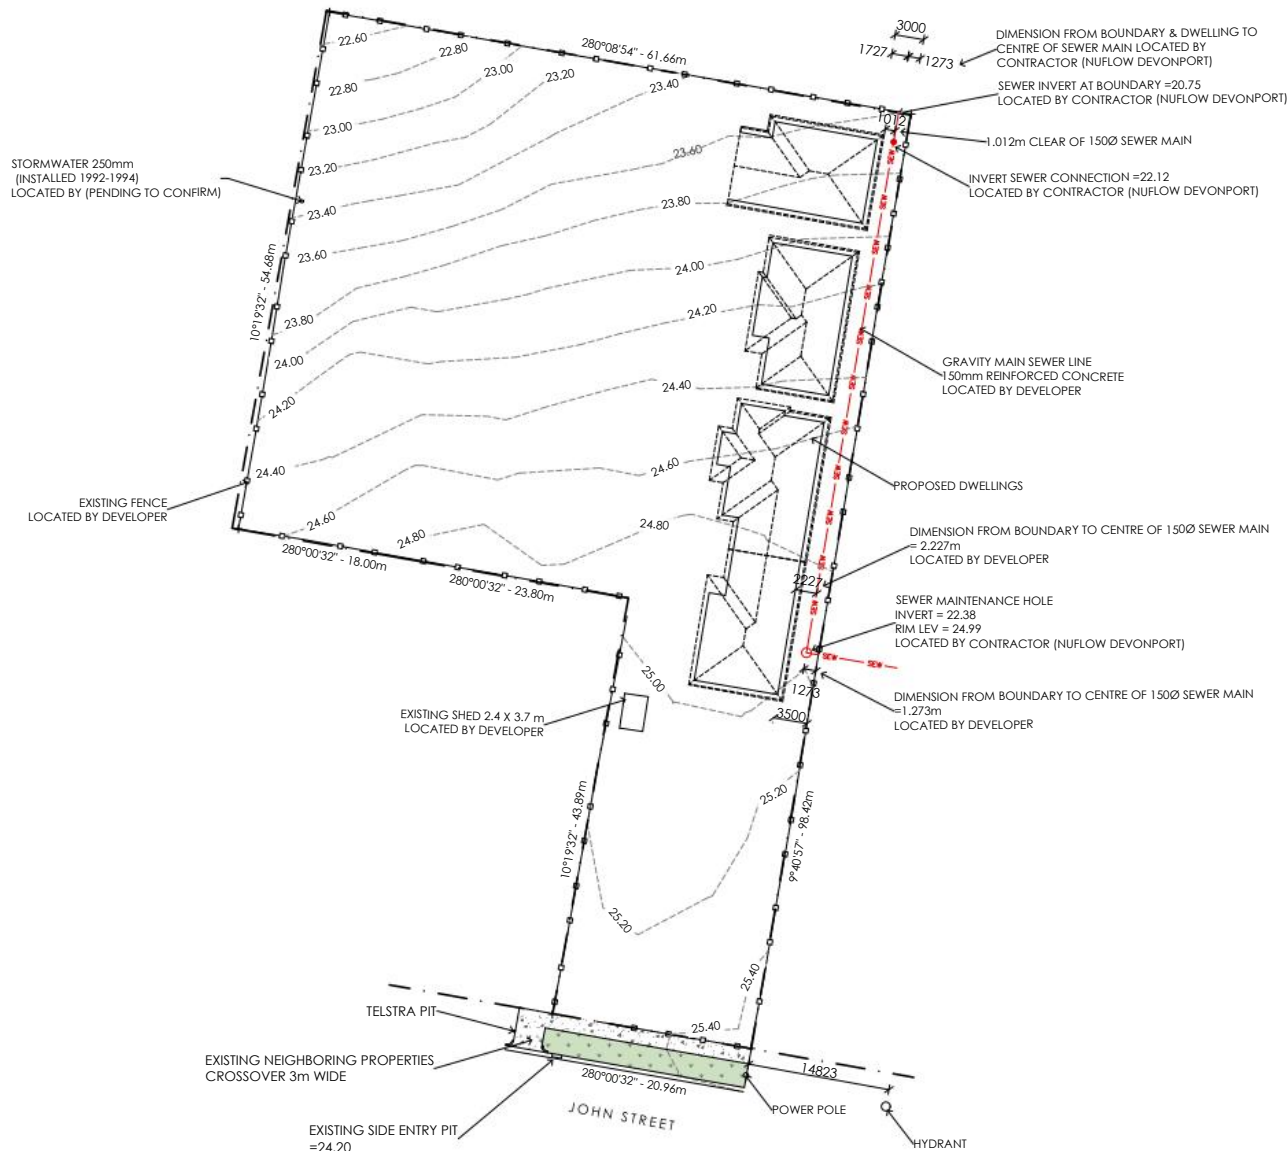 3000
1727
1273
DIMENSION FROM BOUNDARY & DWELLING TO
CENTRE OF SEWER MAIN LOCATED BY
CONTRACTOR (NUFLOW DEVONPORT)
SEWER INVERT AT BOUNDARY =20.75
LOCATED BY CONTRACTOR (NUFLOW DEVONPORT)
1012
1.012m CLEAR OF 150Ø SEWER MAIN
INVERT SEWER CONNECTION =22.12
LOCATED BY CONTRACTOR (NUFLOW DEVONPORT)
280°08'54" - 61.66m
22.60
22.80
23.00
23.20
23.40
22.80
23.00
23.20
23.40
23.60
23.60
23.80
STORMWATER 250mm
(INSTALLED 1992-1994)
LOCATED BY (PENDING TO CONFIRM)
10°19'32" - 54.68m
SEW
SEW
24.00
24.20
23.80
24.00
24.20
SEW
SEW
GRAVITY MAIN SEWER LINE
150mm REINFORCED CONCRETE
LOCATED BY DEVELOPER
24.40
SEW
SEW
24.40
24.60
SEW
PROPOSED DWELLINGS
EXISTING FENCE
LOCATED BY DEVELOPER
24.60
24.80
24.80
SEW
280°00'32" - 18.00m
280°00'32" - 23.80m
SEW
DIMENSION FROM BOUNDARY TO CENTRE OF 150Ø SEWER MAIN
= 2.227m
LOCATED BY DEVELOPER
2227
SEW
SEWER MAINTENANCE HOLE
INVERT = 22.38
RIM LEV = 24.99
LOCATED BY CONTRACTOR (NUFLOW DEVONPORT)
SEW
SEW
25.00
1273
DIMENSION FROM BOUNDARY TO CENTRE OF 150Ø SEWER MAIN
=1.273m
LOCATED BY DEVELOPER
3500
EXISTING SHED 2.4 X 3.7 m
LOCATED BY DEVELOPER
10°19'32" - 43.89m
25.20
9°40'57" - 98.42m
25.20
25.40
25.40
TELSTRA PIT
EXISTING NEIGHBORING PROPERTIES
CROSSOVER 3m WIDE
280°00'32" - 20.96m
14823
POWER POLE
JOHN STREET
EXISTING SIDE ENTRY PIT
=24.20
HYDRANT